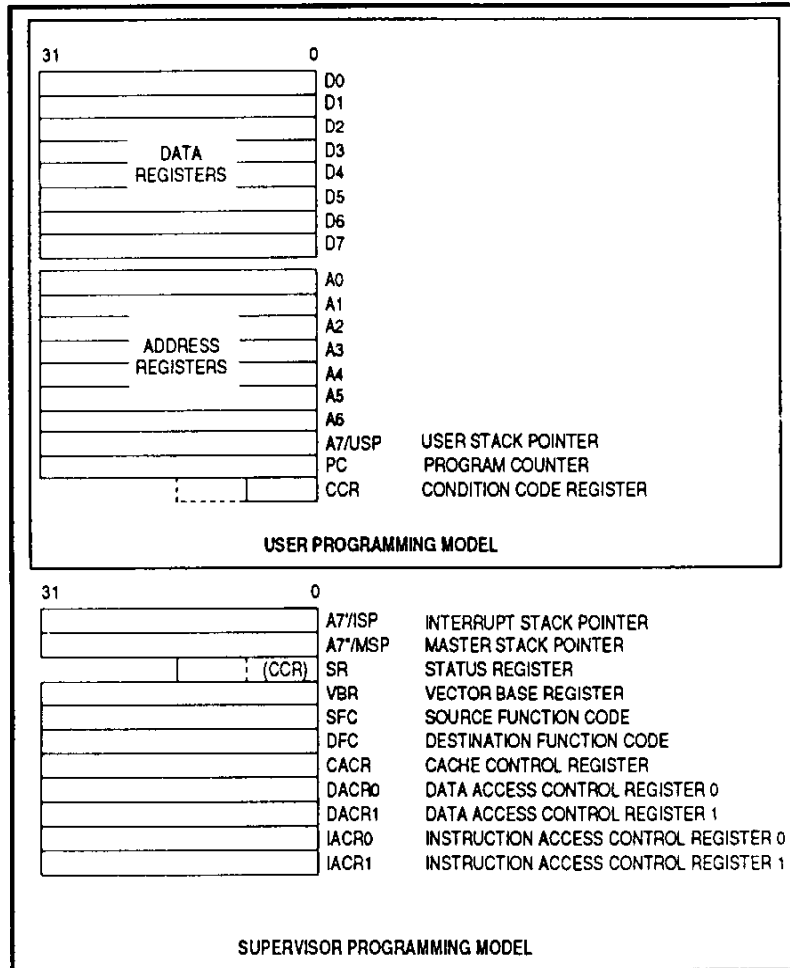 31 0
D0
D1
D2
D3
D4
D5
D6
D7
DATA
REGISTERS
A0
A1
A2
A3
A4
A5
A6
ADDRESS
REGISTERS
A7/USP USER STACK POINTER
PC PROGRAM COUNTER
CCR CONDITION CODE REGISTER
USER PROGRAMMING MODEL
31 0
A7'/ISP INTERRUPT STACK POINTER
A7"/MSP MASTER STACK POINTER
(CCR) SR STATUS REGISTER
VBR VECTOR BASE REGISTER
SFC SOURCE FUNCTION CODE
DFC DESTINATION FUNCTION CODE
CACR CACHE CONTROL REGISTER
DACR0 DATA ACCESS CONTROL REGISTER 0
DACR1 DATA ACCESS CONTROL REGISTER 1
IACR0 INSTRUCTION ACCESS CONTROL REGISTER 0
IACR1 INSTRUCTION ACCESS CONTROL REGISTER 1
SUPERVISOR PROGRAMMING MODEL